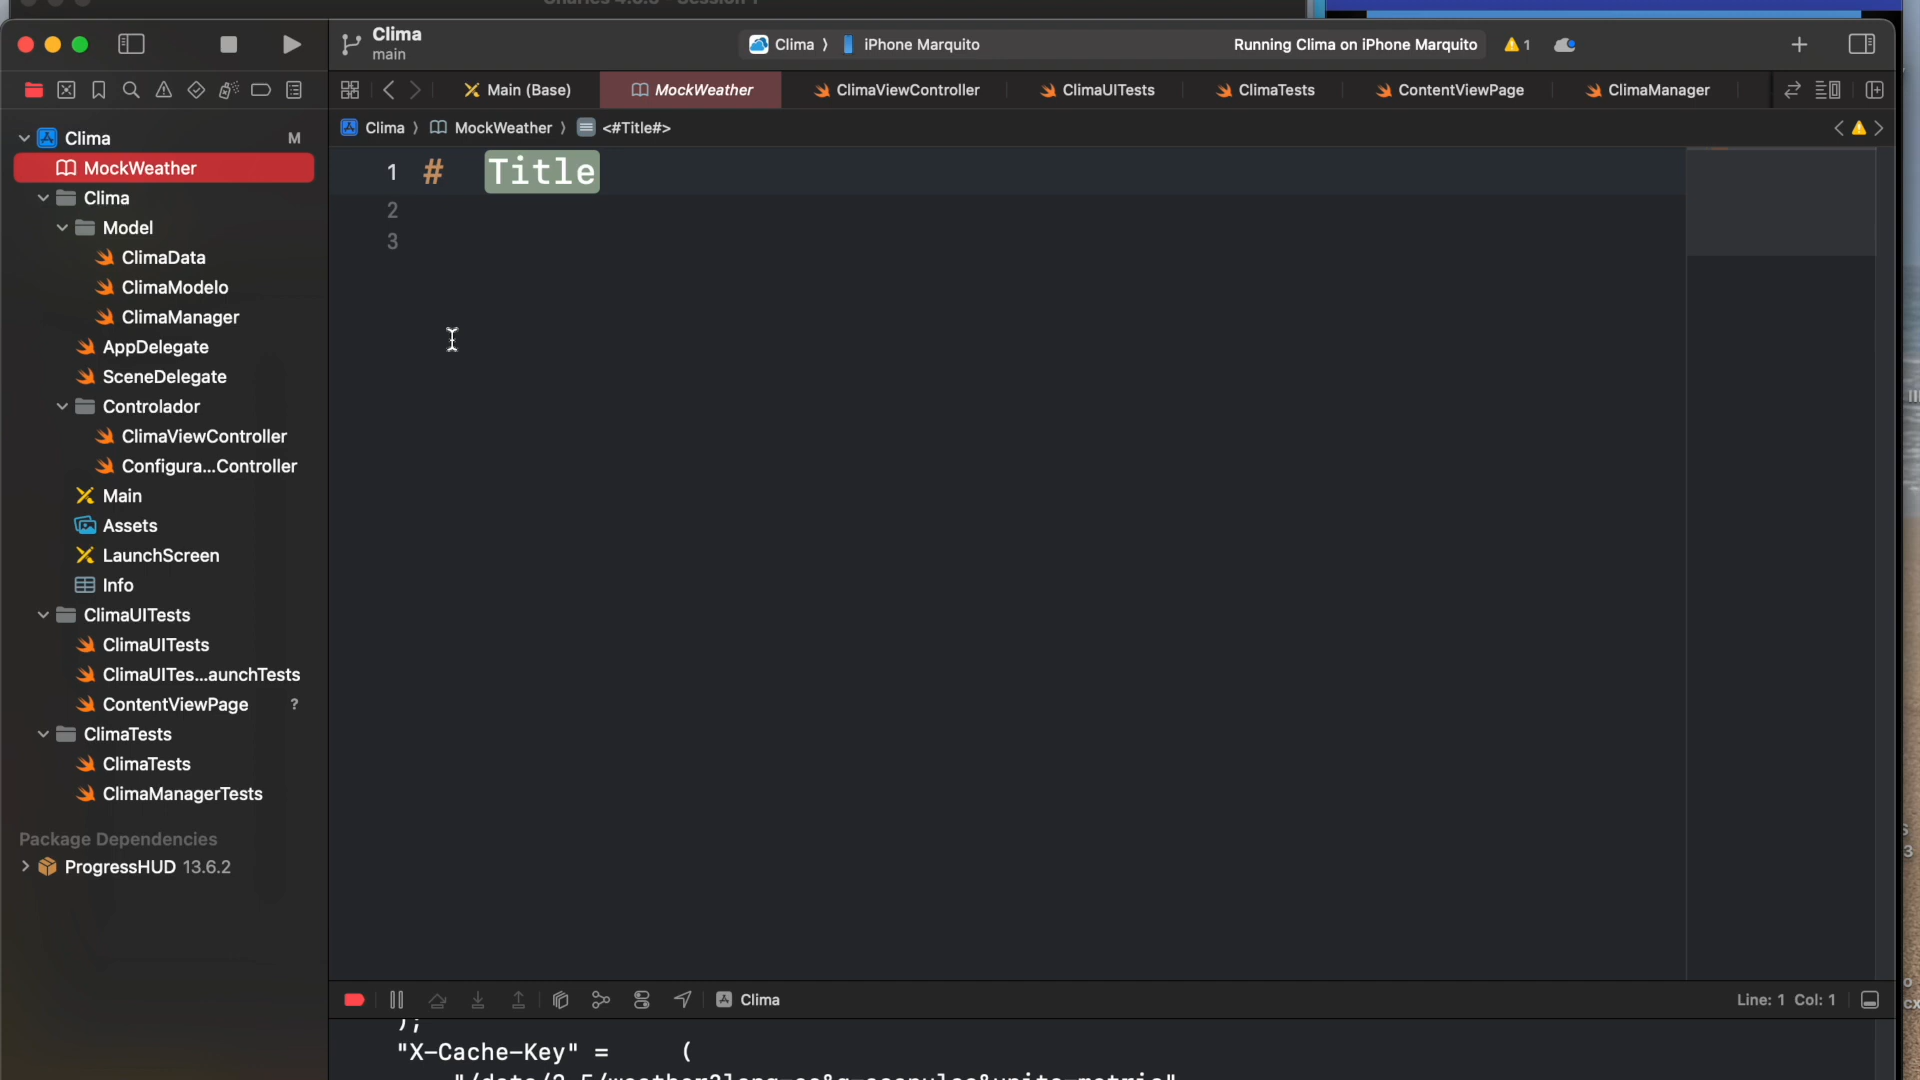 Clima
main
Clima
iPhone Marquito
Running Clima on iPhone Marquito
1
Main (Base)
MockWeather
ClimaViewController
ClimaUITests
ClimaTests
ContentViewPage
ClimaManager
Clima
MockWeather
<#Title#>
Clima M
MockWeather
Clima
Model
ClimaData
ClimaModelo
ClimaManager
AppDelegate
SceneDelegate
Controlador
ClimaViewController
Configura...Controller
Main
Assets
LaunchScreen
Info
ClimaUITests
ClimaUITests
ClimaUITes...aunchTests
ContentViewPage ?
ClimaTests
ClimaTests
ClimaManagerTests
Package Dependencies
ProgressHUD 13.6.2
1 # Title
2
3
Clima
Line: 1 Col: 1
);
"X-Cache-Key" = (